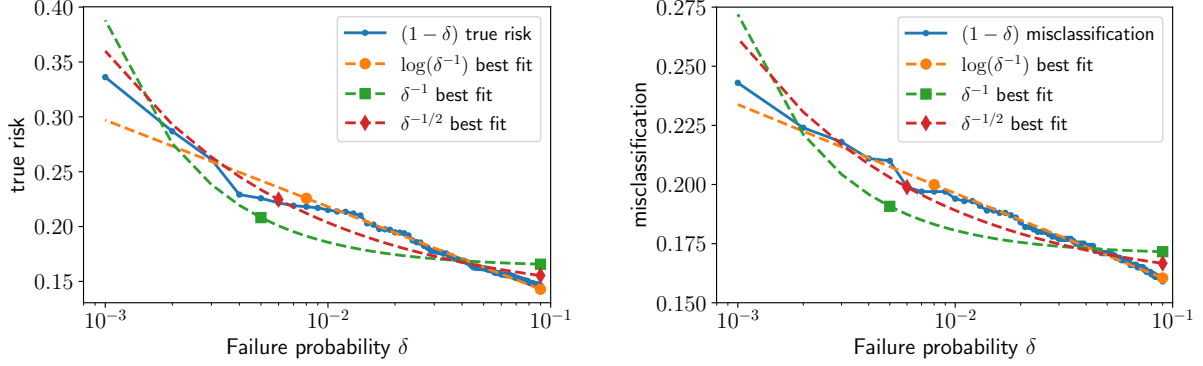 0.40
0.35
0.30
0.25
0.20
0.15
true risk
(1 − δ) true risk
log(δ⁻¹) best fit
δ⁻¹ best fit
δ⁻¹/² best fit
10⁻³
10⁻²
10⁻¹
Failure probability δ
0.275
0.250
0.225
0.200
0.175
0.150
misclassification
(1 − δ) misclassification
log(δ⁻¹) best fit
δ⁻¹ best fit
δ⁻¹/² best fit
10⁻³
10⁻²
10⁻¹
Failure probability δ